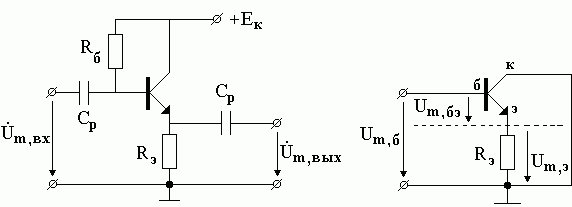 +Eк
Rб
Cр
Cр
U̇m,вх
Rэ
U̇m,вых
к
б
э
Um,бэ
Um,б
Rэ
Um,э